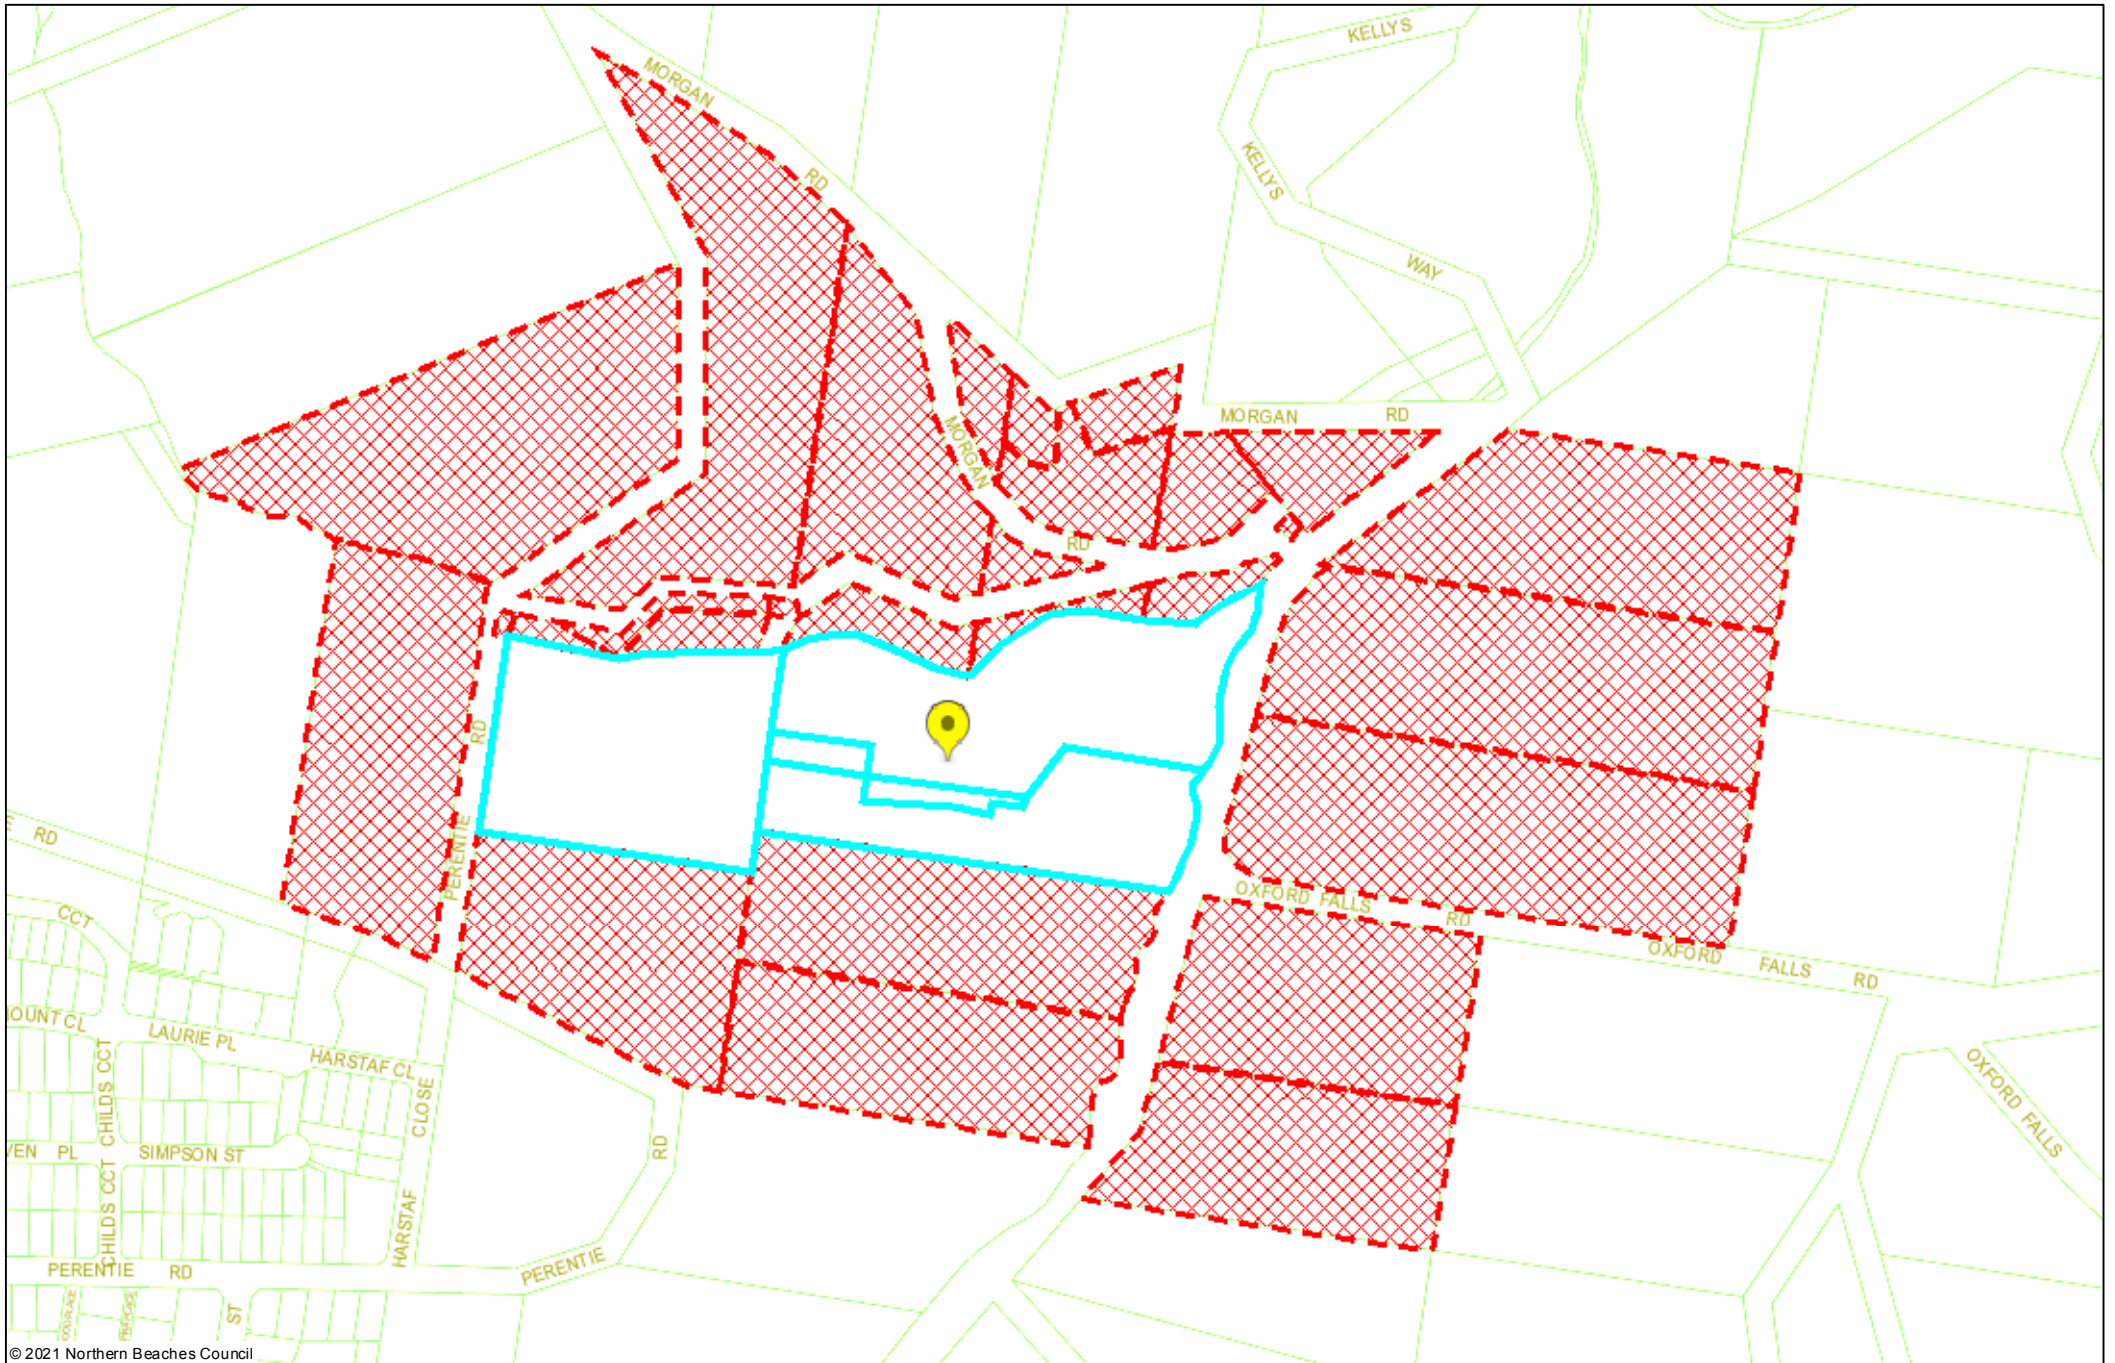 KELLYS
MORGAN
KELLYS
RD
WAY
MORGAN RD
MORGAN
RD
RD
PERENTIE
RD
OXFORD FALLS RD
CCT
OXFORD FALLS RD
OUNT CL
LAURIE PL
HARSTAF CL
CHILDS CCT
CLOSE
OXFORD FALLS
VEN PL
SIMPSON ST
RD
CHILDS CCT
HARSTAF
PERENTIE RD
PERENTIE
ST
© 2021 Northern Beaches Council